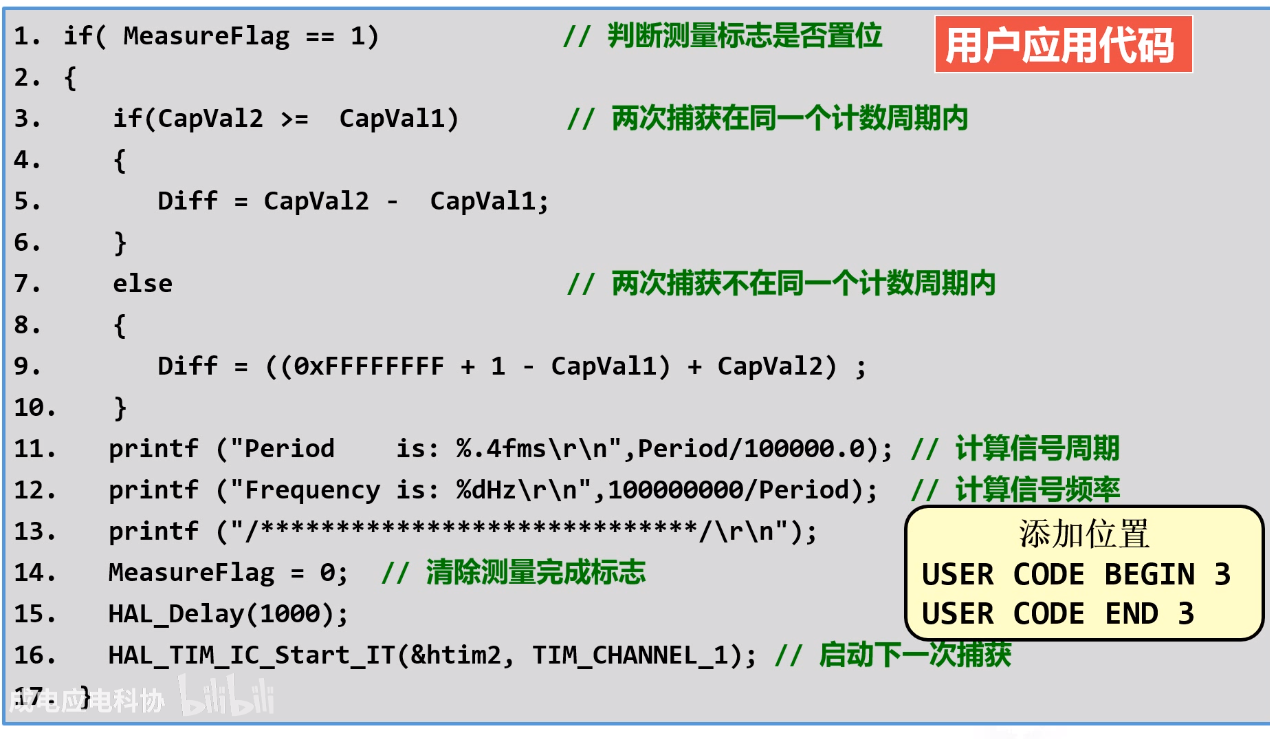 1. if( MeasureFlag == 1) // 判断测量标志是否置位
用户应用代码
2. {
3. if(CapVal2 >= CapVal1) // 两次捕获在同一个计数周期内
4. {
5. Diff = CapVal2 - CapVal1;
6. }
7. else // 两次捕获不在同一个计数周期内
8. {
9. Diff = ((0xFFFFFFFF + 1 - CapVal1) + CapVal2) ;
10. }
11. printf ("Period is: %.4fms\r\n",Period/100000.0); // 计算信号周期
12. printf ("Frequency is: %dHz\r\n",100000000/Period); // 计算信号频率
13. printf ("/*****************************/\r\n");
14. MeasureFlag = 0; // 清除测量完成标志
15. HAL_Delay(1000);
16. HAL_TIM_IC_Start_IT(&htim2, TIM_CHANNEL_1); // 启动下一次捕获
17. }
添加位置
USER CODE BEGIN 3
USER CODE END 3
成电应电科协 bilibili